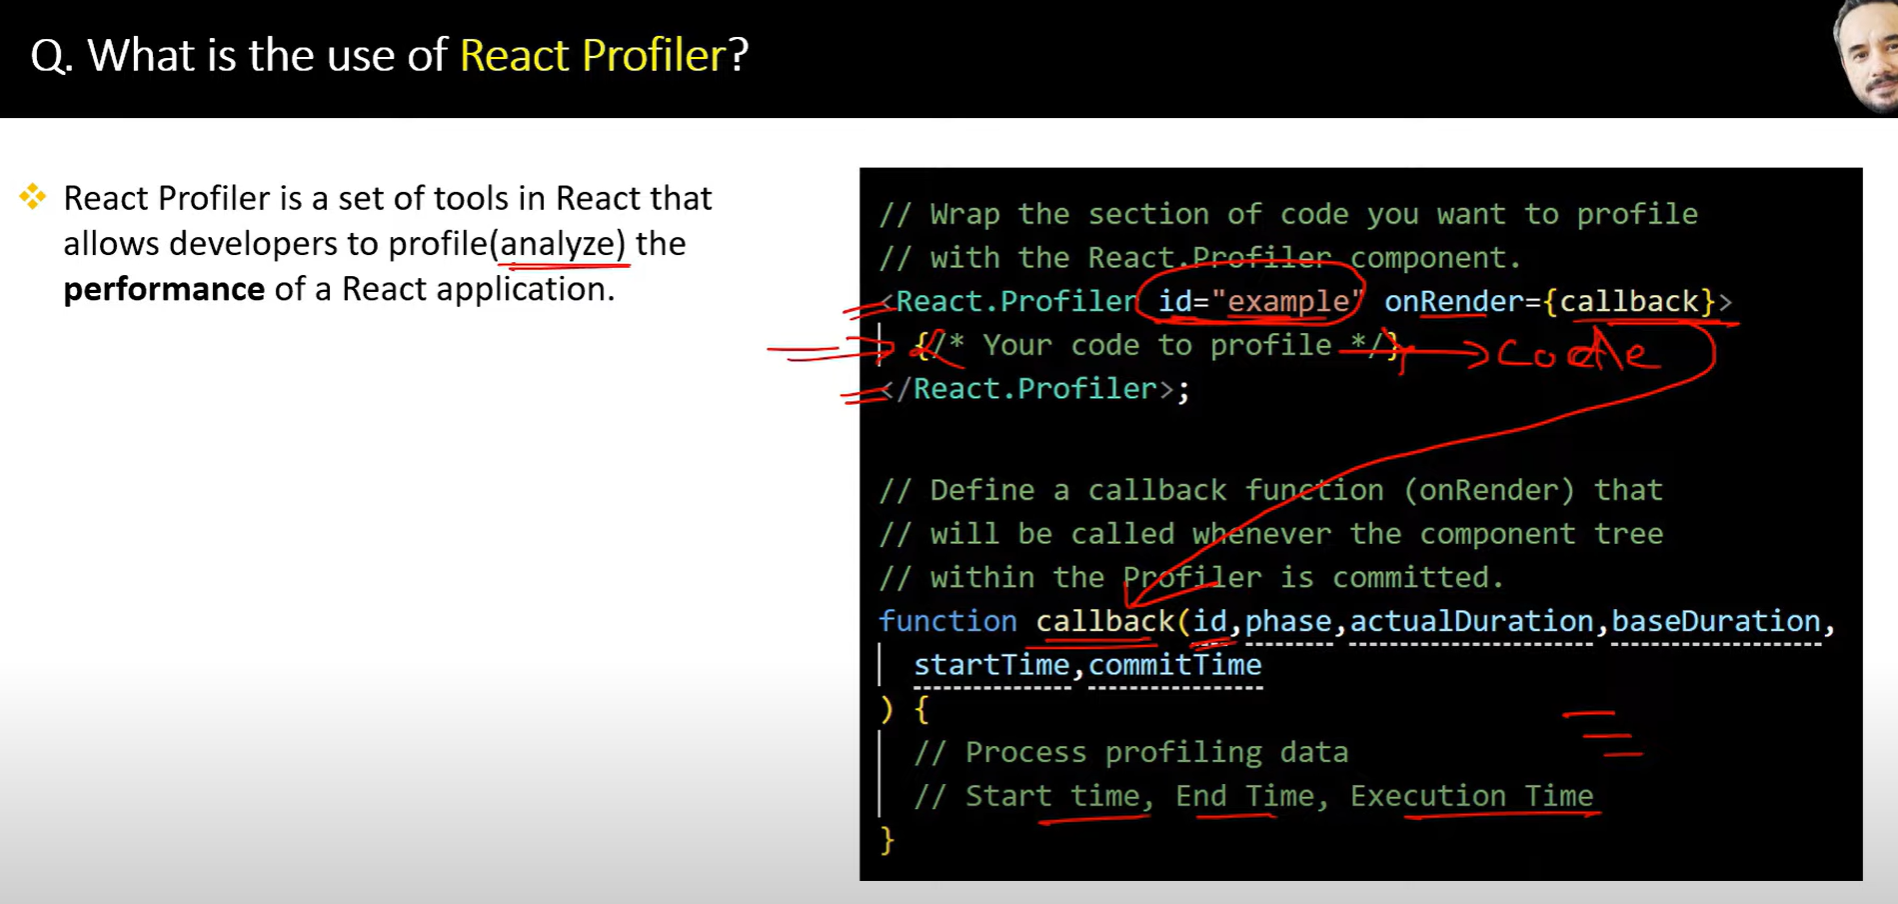 Q. What is the use of React Profiler?
React Profiler is a set of tools in React that
allows developers to profile(analyze) the
performance of a React application.
// Wrap the section of code you want to profile
// with the React.Profiler component.
<React.Profiler id="example" onRender={callback}>
{/* Your code to profile */} code
</React.Profiler>;
// Define a callback function (onRender) that
// will be called whenever the component tree
// within the Profiler is committed.
function callback(id,phase,actualDuration,baseDuration,
startTime,commitTime
) {
// Process profiling data
// Start time, End Time, Execution Time
}